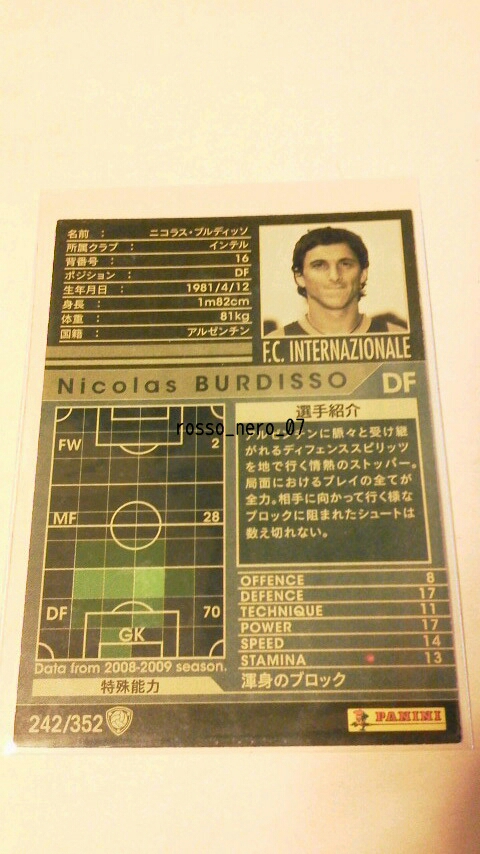 名前 : ニコラス・ブルディッソ
所属クラブ : インテル
背番号 : 16
ポジション : DF
生年月日 : 1981/4/12
身長 : 1m82cm
体重 : 81kg
国籍 : アルゼンチン
F.C. INTERNAZIONALE
Nicolas BURDISSO DF
FW 2
MF 28
DF 70
GK
Data from 2008-2009 season.
特殊能力
選手紹介
rosso_nero_07
ンに脈々と受け継
がれるディフェンススピリッツ
を地で行く情熱のストッパー。
局面におけるプレイの全てが
全力。相手に向かって行く様な
ブロックに阻まれたシュートは
数え切れない。
OFFENCE 8
DEFENCE 17
TECHNIQUE 11
POWER 17
SPEED 14
STAMINA 13
渾身のブロック
242/352
PANINI